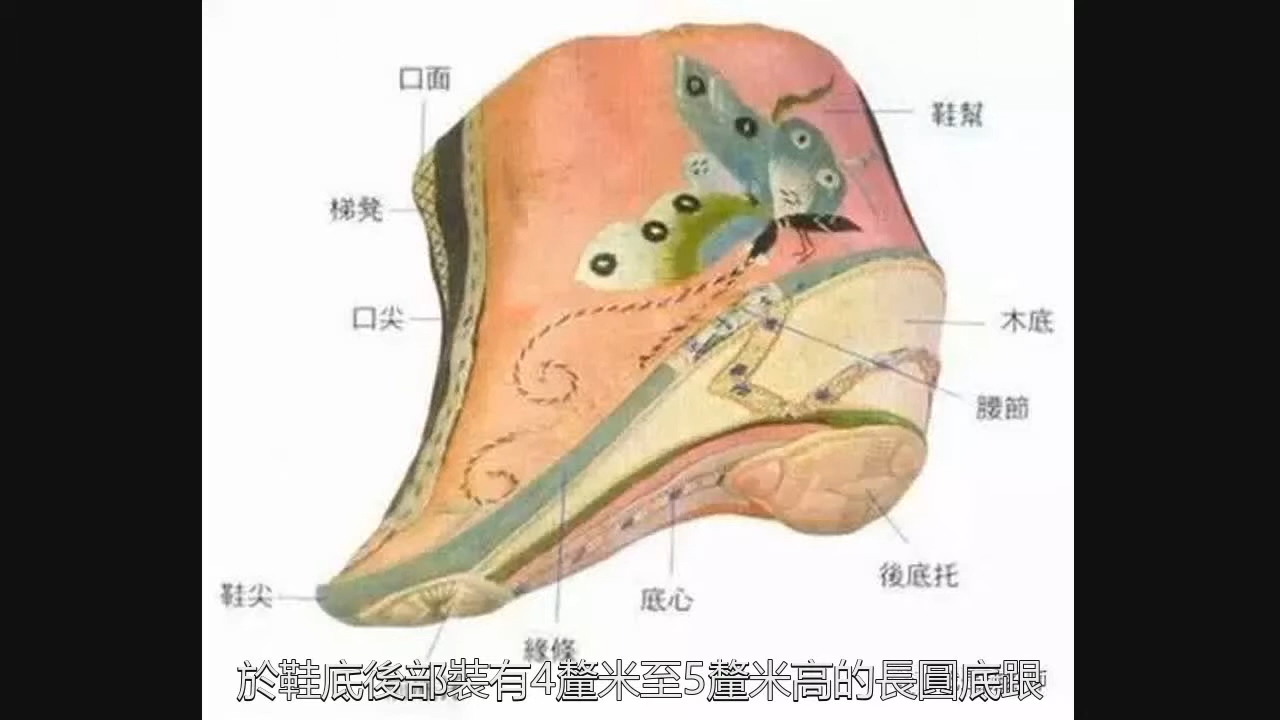 口面
鞋幫
梯凳
口尖
木底
腰節
後底托
鞋尖
底心
緣條
於鞋底後部裝有4釐米至5釐米高的長圓底跟